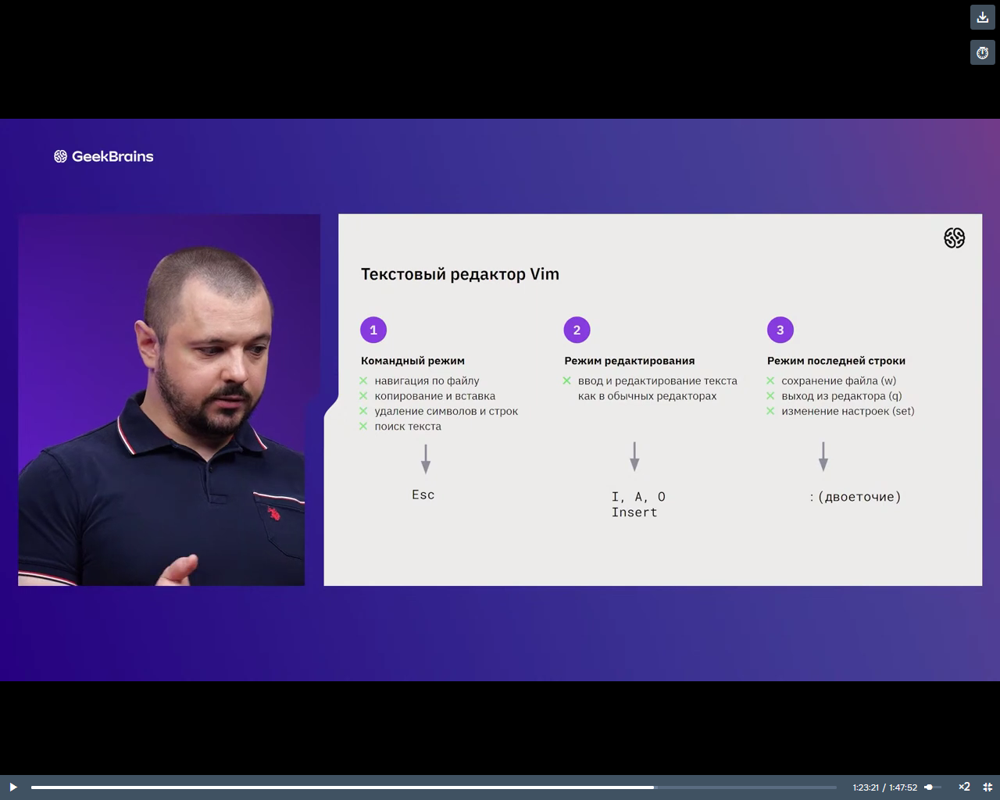 GeekBrains
Текстовый редактор Vim
1
Командный режим
навигация по файлу
копирование и вставка
удаление символов и строк
поиск текста
Esc
2
Режим редактирования
ввод и редактирование текста
как в обычных редакторах
I, A, O
Insert
3
Режим последней строки
сохранение файла (w)
выход из редактора (q)
изменение настроек (set)
:(двоеточие)
1:23:21 / 1:47:52
×2